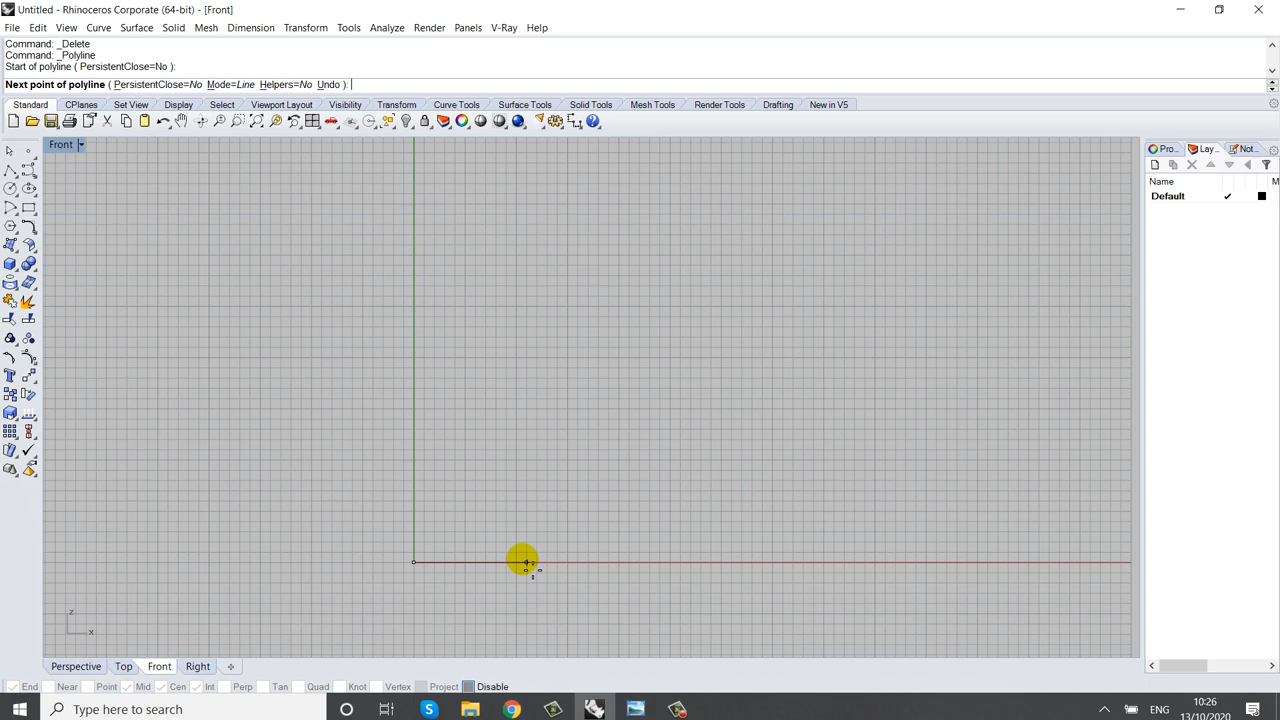 Untitled - Rhinoceros Corporate (64-bit) - [Front]
File Edit View Curve Surface Solid Mesh Dimension Transform Tools Analyze Render Panels V-Ray Help
Command: _Delete
Command: _Polyline
Start of polyline ( PersistentClose=No ):
Next point of polyline ( PersistentClose=No Mode=Line Helpers=No Undo ):
Standard CPlanes Set View Display Select Viewport Layout Visibility Transform Curve Tools Surface Tools Solid Tools Mesh Tools Render Tools Drafting New in V5
Front
Pro... Lay... Not...
Name M
Default
z
x
Perspective Top Front Right
End Near Point Mid Cen Int Perp Tan Quad Knot Vertex Project Disable
Type here to search
ENG
10:26
13/10/2020